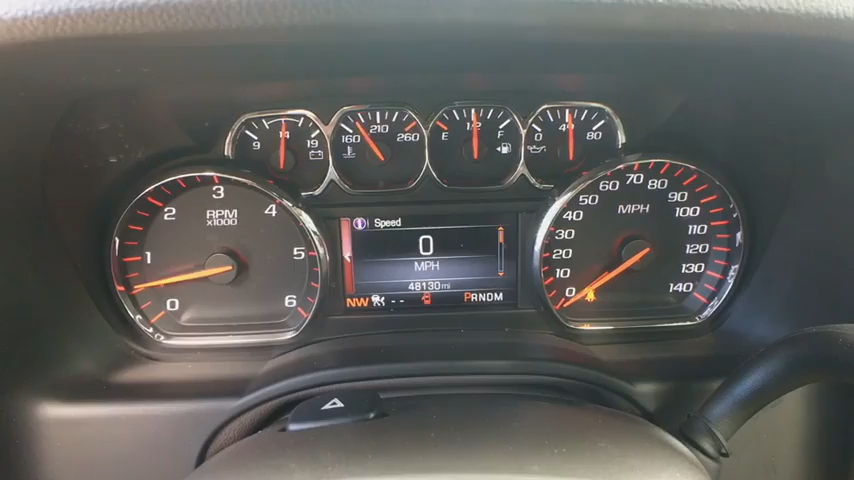 9 14 19
160 210 260
E 1/2 F
0 40 80
0 1 2 3 4 5 6
RPM
x1000
Speed
0
MPH
48130mi
NW -- PRNDM
0 10 20 30 40 50 60 70 80 90 100 110 120 130 140
MPH